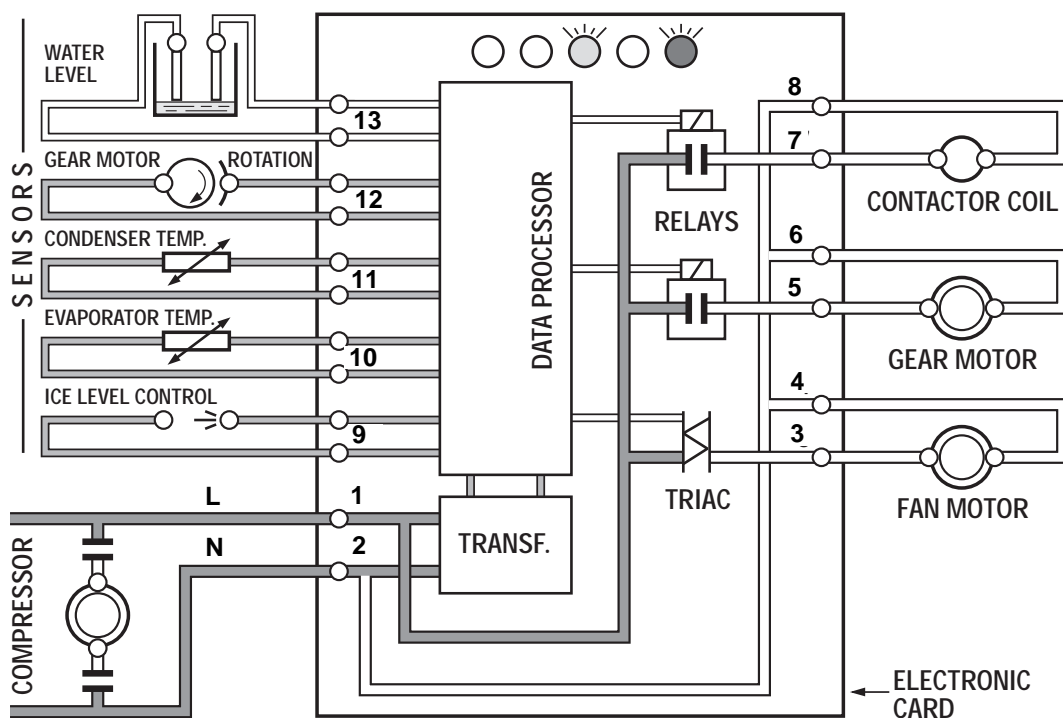 SENSORS
WATER
LEVEL
13
GEAR MOTOR ROTATION
12
CONDENSER TEMP.
11
EVAPORATOR TEMP.
10
ICE LEVEL CONTROL
9
L
1
N
2
COMPRESSOR
DATA PROCESSOR
TRANSF.
RELAYS
TRIAC
8
7
CONTACTOR COIL
6
5
GEAR MOTOR
4
3
FAN MOTOR
ELECTRONIC
CARD